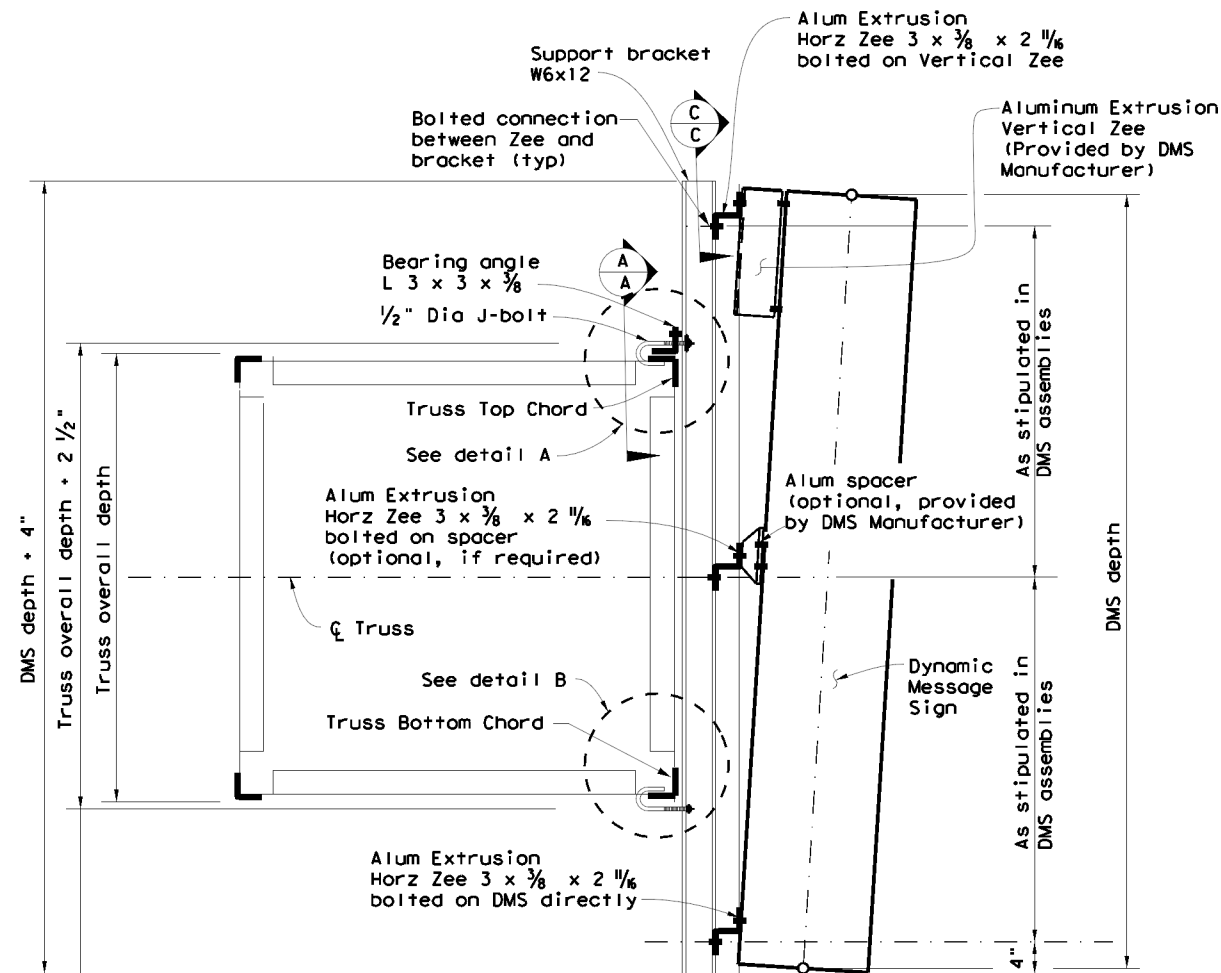 Alum Extrusion
Horz Zee 3 x 3/8 x 2 11/16
bolted on Vertical Zee
Support bracket
W6x12
Aluminum Extrusion
Vertical Zee
(Provided by DMS
Manufacturer)
Bolted connection
between Zee and
bracket (typ)
C
C
A
A
Bearing angle
L 3 x 3 x 3/8
1/2" Dia J-bolt
Truss Top Chord
See detail A
As stipulated in
DMS assemblies
Alum Extrusion
Horz Zee 3 x 3/8 x 2 11/16
bolted on spacer
(optional, if required)
Alum spacer
(optional, provided
by DMS Manufacturer)
DMS depth + 4"
Truss overall depth + 2 1/2"
Truss overall depth
DMS depth
℄ Truss
See detail B
Truss Bottom Chord
Dynamic
Message
Sign
As stipulated in
DMS assemblies
Alum Extrusion
Horz Zee 3 x 3/8 x 2 11/16
bolted on DMS directly
4"